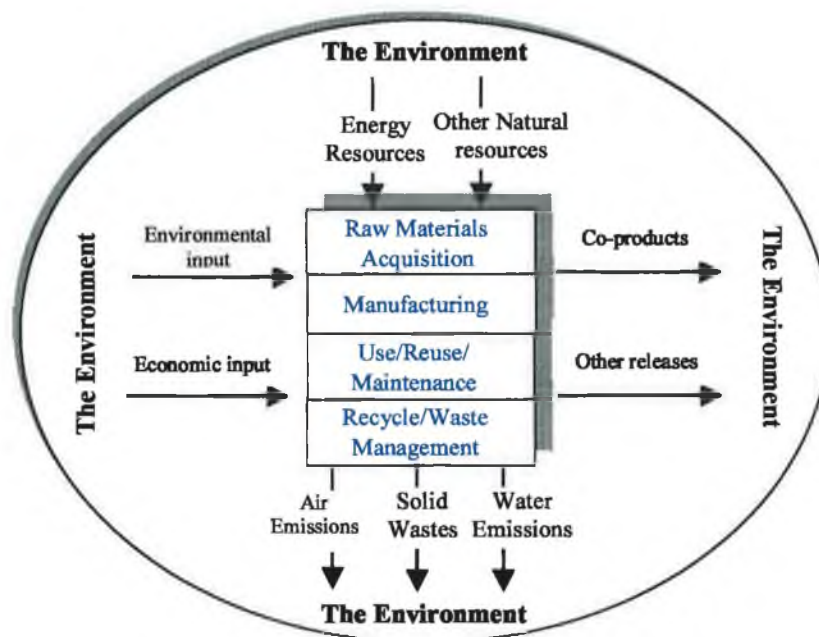 The Environment
Energy
Resources
Other Natural
resources
The Environment
Environmental
input
Economic input
Raw Materials
Acquisition
Manufacturing
Use/Reuse/
Maintenance
Recycle/Waste
Management
Co-products
Other releases
The Environment
Air
Emissions
Solid
Wastes
Water
Emissions
The Environment